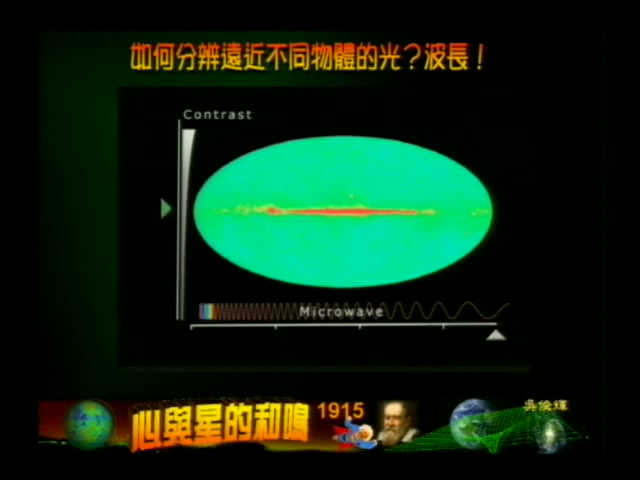 如何分辨遠近不同物體的光？波長！
Contrast
Microwave
心與星的和鳴
1915
吳俊輝